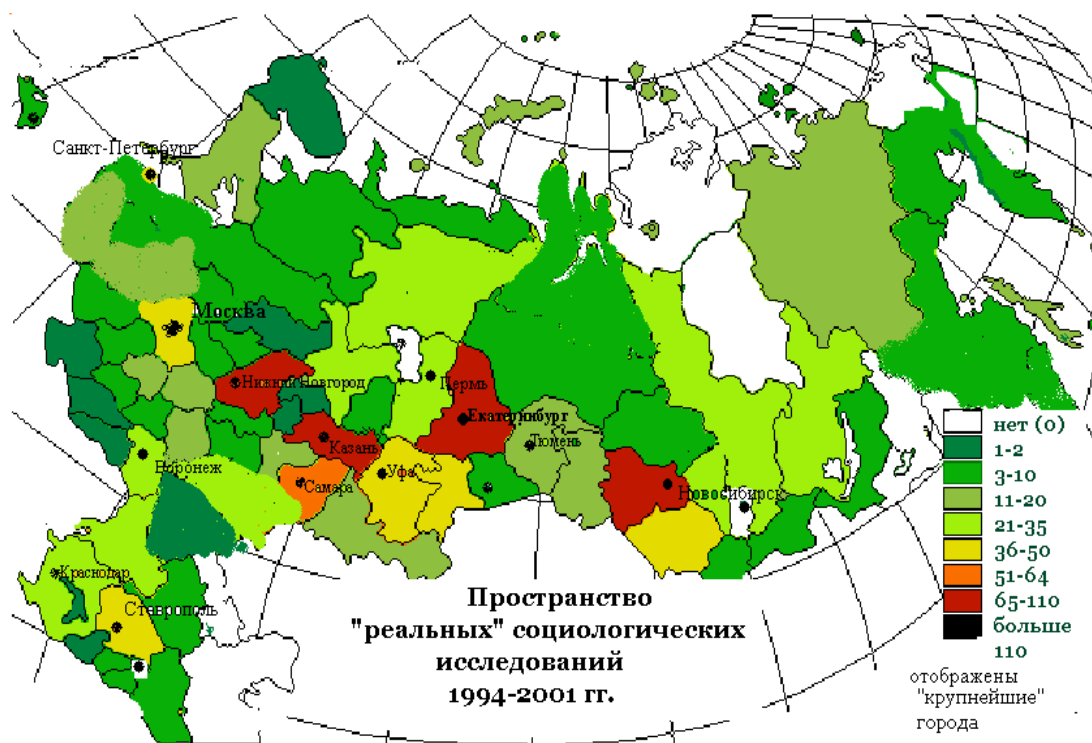 Санкт-Петербург
Москва
Нижний Новгород
Пермь
Екатеринбург
Казань
Тюмень
Уфа
Воронеж
Самара
Новосибирск
Краснодар
Ставрополь
Пространство
"реальных" социологических
исследований
1994-2001 гг.
нет (0)
1-2
3-10
11-20
21-35
36-50
51-64
65-110
больше
110
отображены
"крупнейшие"
города